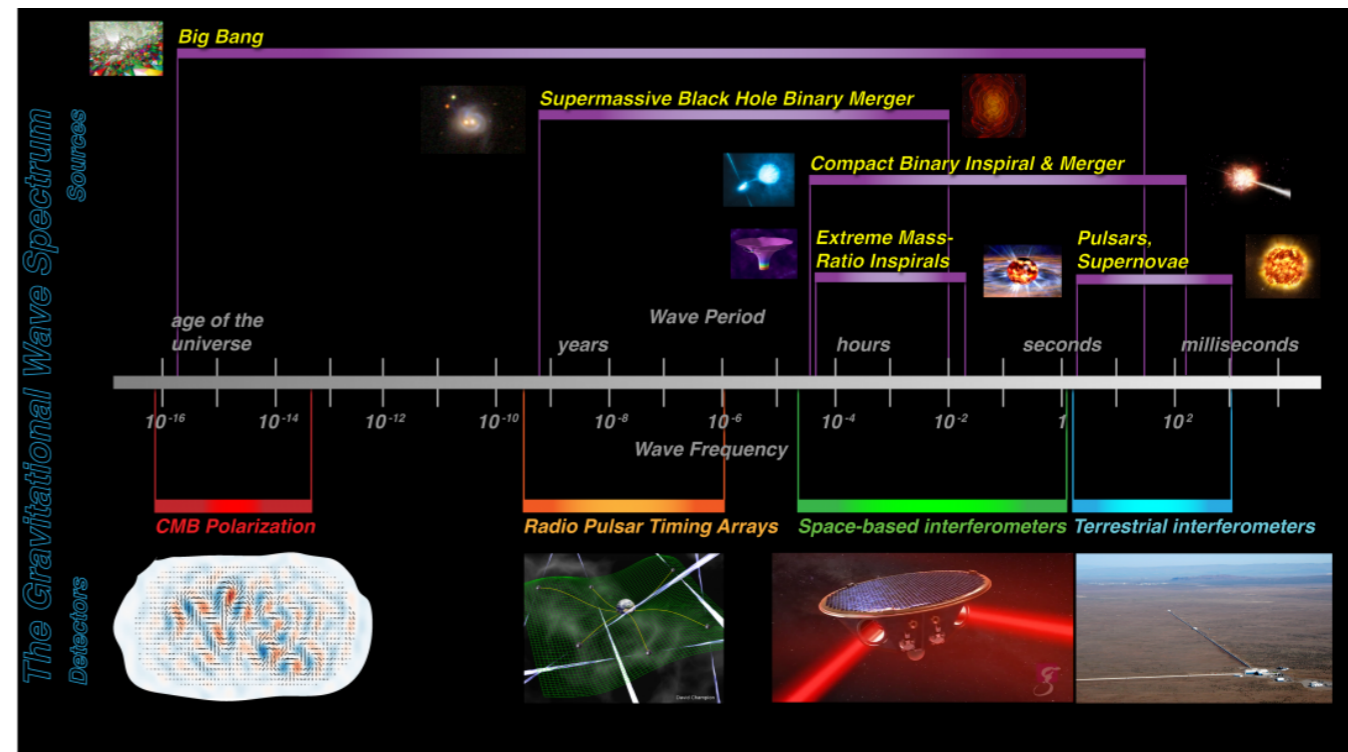 The Gravitational Wave Spectrum
Sources
Big Bang
Supermassive Black Hole Binary Merger
Compact Binary Inspiral & Merger
Extreme Mass-
Ratio Inspirals
Pulsars,
Supernovae
age of the
universe
Wave Period
years
hours
seconds
milliseconds
10⁻¹⁶
10⁻¹⁴
10⁻¹²
10⁻¹⁰
10⁻⁸
10⁻⁶
10⁻⁴
10⁻²
1
10²
Wave Frequency
Detectors
CMB Polarization
Radio Pulsar Timing Arrays
Space-based interferometers
Terrestrial interferometers
David Champion